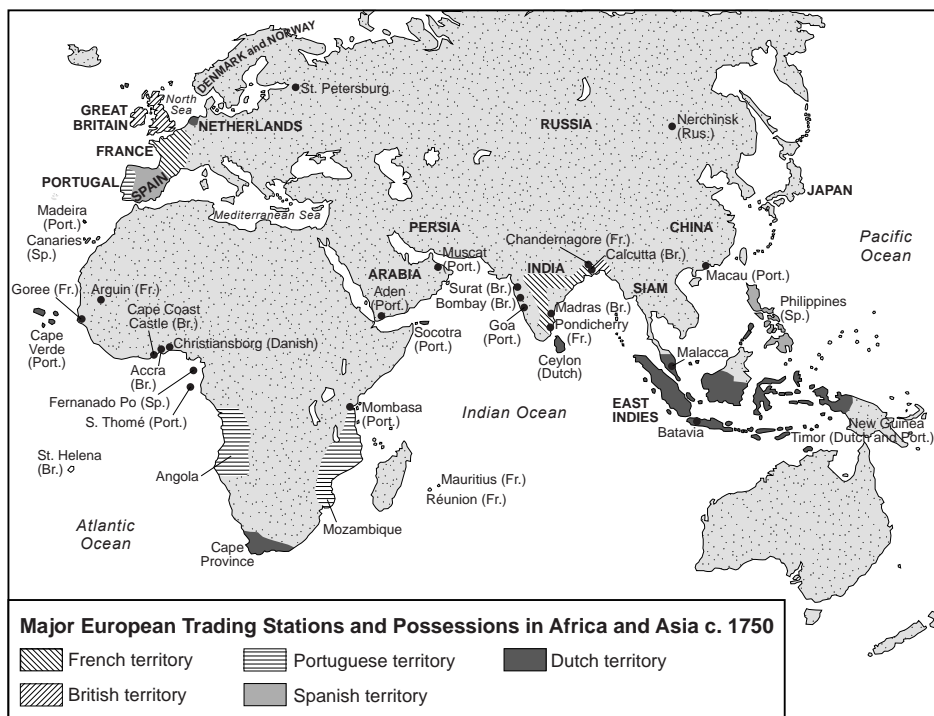 DENMARK and NORWAY
St. Petersburg
North
Sea
GREAT
BRITAIN
NETHERLANDS
RUSSIA
Nerchinsk
(Rus.)
FRANCE
PORTUGAL
SPAIN
JAPAN
Madeira
(Port.)
Mediterranean Sea
Canaries
(Sp.)
PERSIA
CHINA
Pacific
Ocean
Chandernagore (Fr.)
Calcutta (Br.)
Muscat
(Port.)
INDIA
Macau (Port.)
ARABIA
Aden
(Port.)
Surat (Br.)
Bombay (Br.)
SIAM
Goree (Fr.)
Arguin (Fr.)
Philippines
(Sp.)
Cape Coast
Castle (Br.)
Madras (Br.)
Goa
(Port.)
Pondicherry
(Fr.)
Socotra
(Port.)
Cape
Verde
(Port.)
Christiansborg (Danish)
Accra
(Br.)
Ceylon
(Dutch)
Malacca
Fernanado Po (Sp.)
S. Thomé (Port.)
Mombasa
(Port.)
Indian Ocean
EAST
INDIES
Batavia
New Guinea
Timor (Dutch and Port.)
St. Helena
(Br.)
Angola
Mauritius (Fr.)
Réunion (Fr.)
Mozambique
Atlantic
Ocean
Cape
Province
Major European Trading Stations and Possessions in Africa and Asia c. 1750
French territory
Portuguese territory
Dutch territory
British territory
Spanish territory